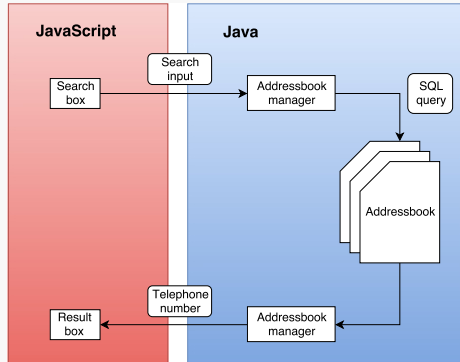 JavaScript
Java
Search
input
Search
box
Addressbook
manager
SQL
query
Addressbook
Telephone
number
Result
box
Addressbook
manager